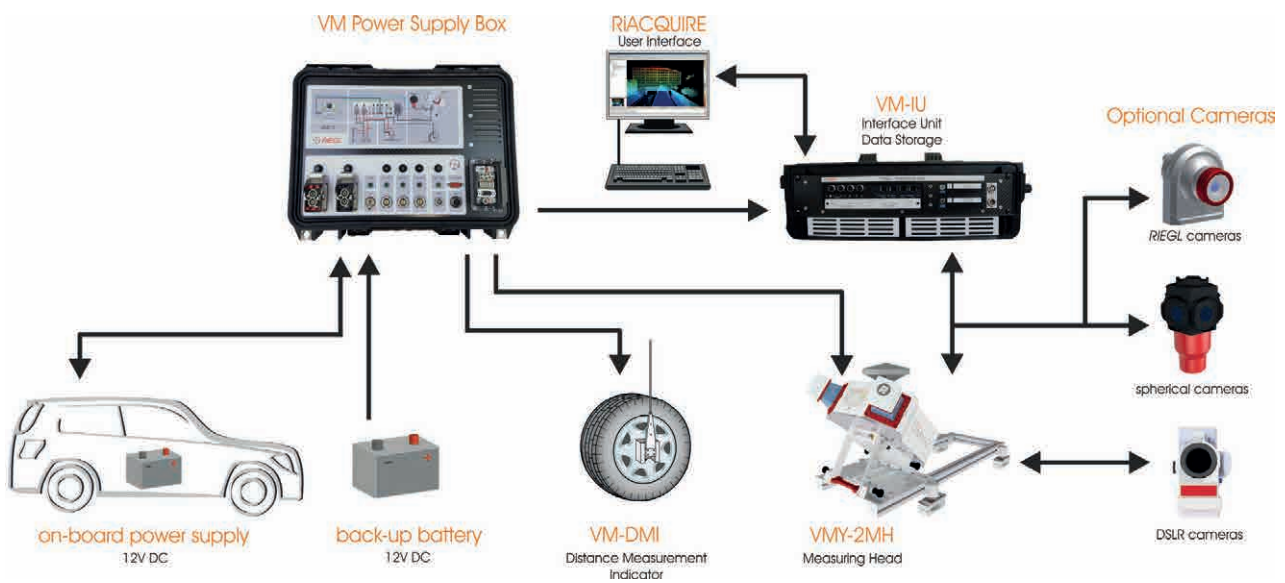 VM Power Supply Box
RiACQUIRE
User Interface
VM-IU
Interface Unit
Data Storage
Optional Cameras
RIEGL
RIEGL cameras
spherical cameras
on-board power supply
12V DC
back-up battery
12V DC
VM-DMI
Distance Measurement
Indicator
VMY-2MH
Measuring Head
DSLR cameras